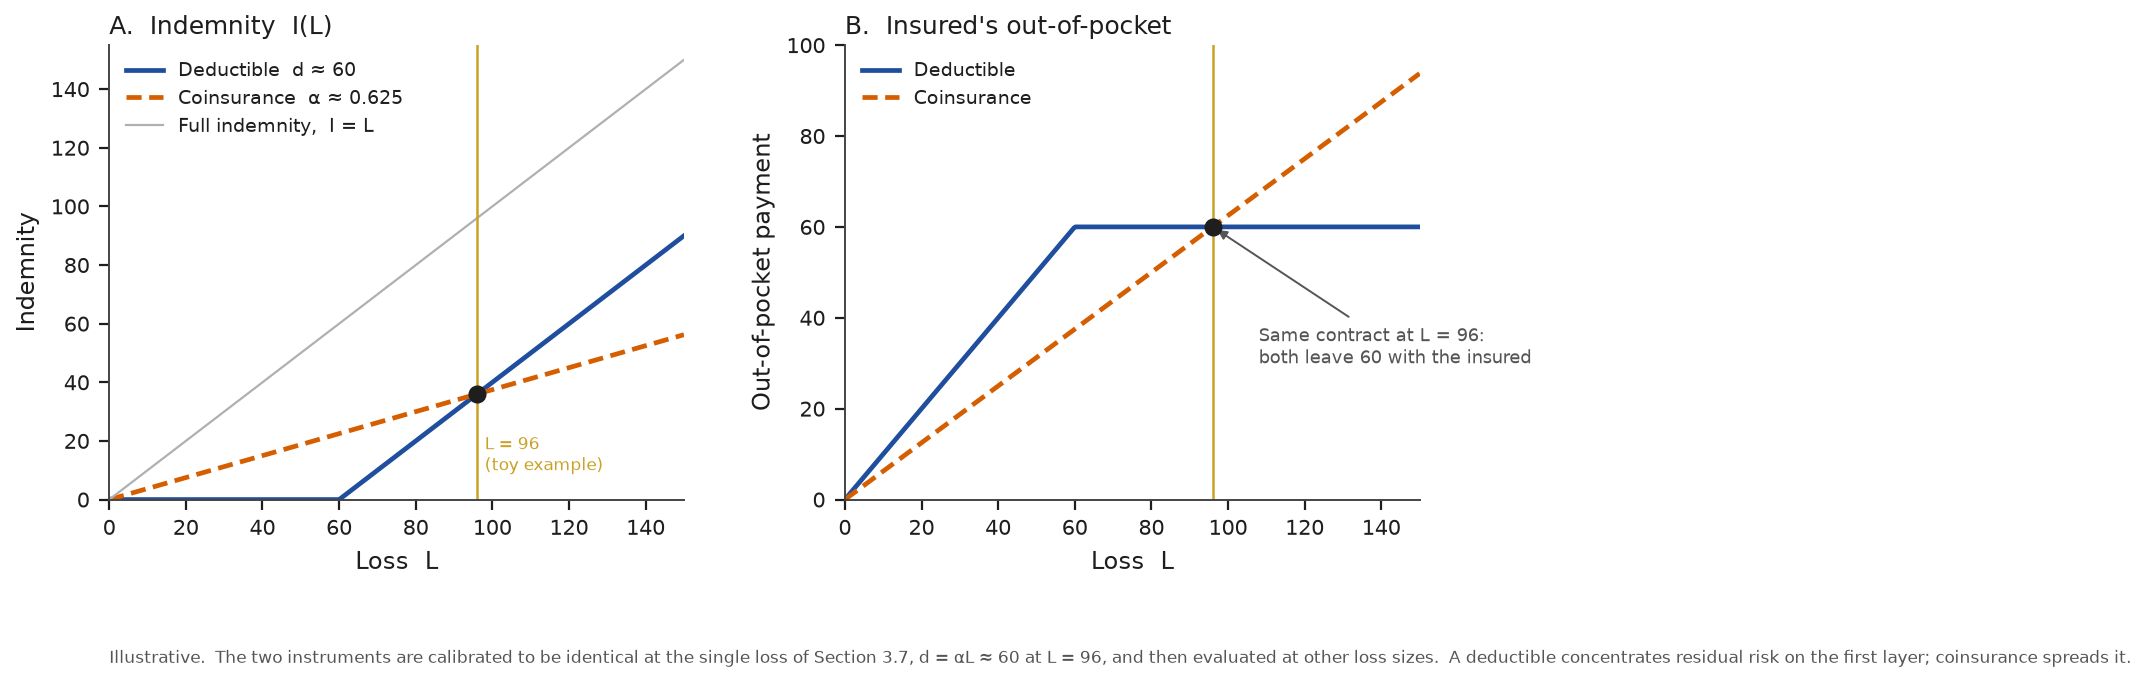 A.  Indemnity  I(L)
Deductible  d ≈ 60
Coinsurance  α ≈ 0.625
Full indemnity,  I = L
Indemnity
140
120
100
80
60
40
20
0
L = 96
(toy example)
0 20 40 60 80 100 120 140
Loss  L
B.  Insured's out-of-pocket
Deductible
Coinsurance
Out-of-pocket payment
100
80
60
40
20
0
Same contract at L = 96:
both leave 60 with the insured
0 20 40 60 80 100 120 140
Loss  L
Illustrative.  The two instruments are calibrated to be identical at the single loss of Section 3.7, d = αL ≈ 60 at L = 96, and then evaluated at other loss sizes.  A deductible concentrates residual risk on the first layer; coinsurance spreads it.